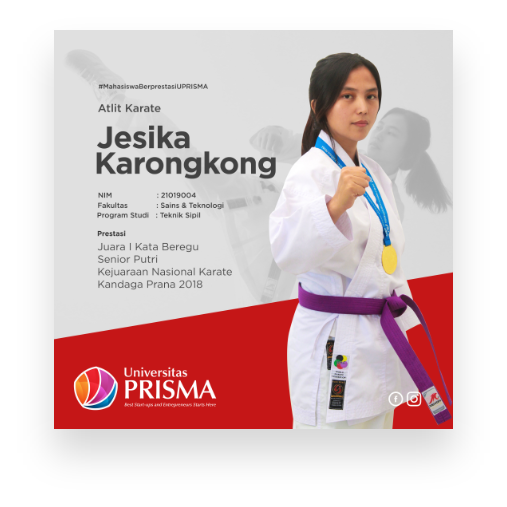 #MahasiswaBerprestasiUPRISMA
Atlit Karate
Jesika
Karongkong
NIM : 21019004
Fakultas : Sains & Teknologi
Program Studi : Teknik Sipil
Prestasi
Juara I Kata Beregu
Senior Putri
Kejuaraan Nasional Karate
Kandaga Prana 2018
Universitas
PRISMA
Best Start-ups and Entrepreneurs Starts Here